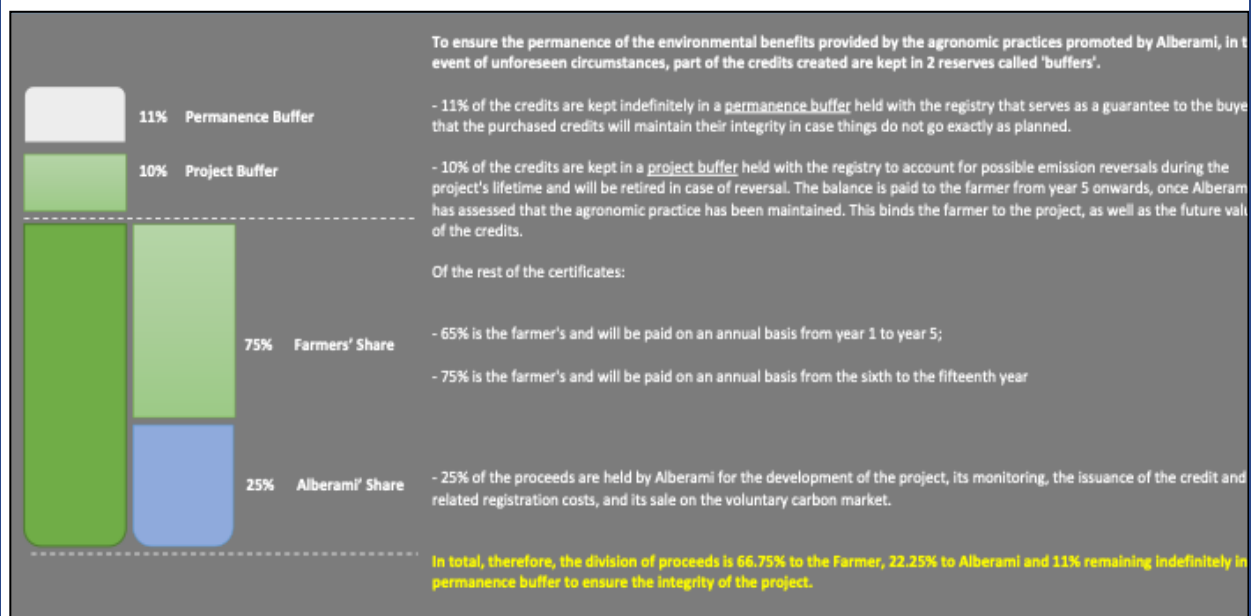 To ensure the permanence of the environmental benefits provided by the agronomic practices promoted by Alberami, in t
event of unforeseen circumstances, part of the credits created are kept in 2 reserves called 'buffers'.
11% Permanence Buffer
- 11% of the credits are kept indefinitely in a permanence buffer held with the registry that serves as a guarantee to the buye
that the purchased credits will maintain their integrity in case things do not go exactly as planned.
10% Project Buffer
- 10% of the credits are kept in a project buffer held with the registry to account for possible emission reversals during the
project's lifetime and will be retired in case of reversal. The balance is paid to the farmer from year 5 onwards, once Alberam
has assessed that the agronomic practice has been maintained. This binds the farmer to the project, as well as the future valu
of the credits.
Of the rest of the certificates:
- 65% is the farmer's and will be paid on an annual basis from year 1 to year 5;
75% Farmers' Share
- 75% is the farmer's and will be paid on an annual basis from the sixth to the fifteenth year
25% Alberami' Share
- 25% of the proceeds are held by Alberami for the development of the project, its monitoring, the issuance of the credit and
related registration costs, and its sale on the voluntary carbon market.
In total, therefore, the division of proceeds is 66.75% to the Farmer, 22.25% to Alberami and 11% remaining indefinitely in
permanence buffer to ensure the integrity of the project.